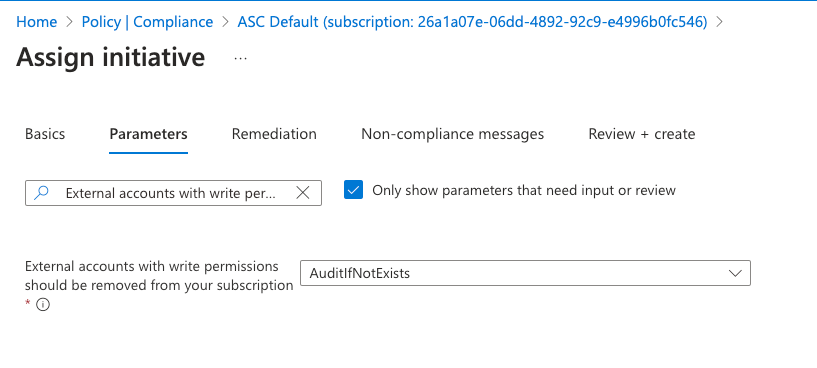 Home > Policy | Compliance > ASC Default (subscription: 26a1a07e-06dd-4892-92c9-e4996b0fc546) >
Assign initiative ...
Basics Parameters Remediation Non-compliance messages Review + create
External accounts with write per... Only show parameters that need input or review
External accounts with write permissions
should be removed from your subscription
*
AuditIfNotExists